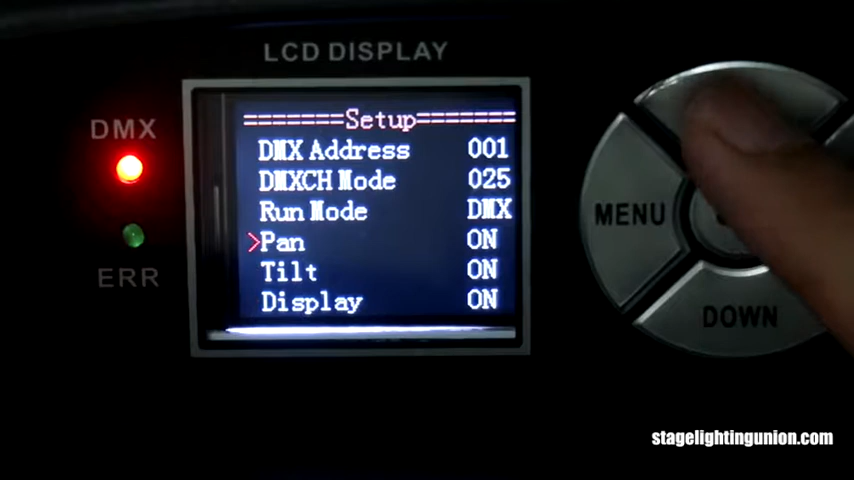 LCD DISPLAY
DMX
ERR
=======Setup=======
DMX Address 001
DMXCH Mode 025
Run Mode DMX
>Pan ON
Tilt ON
Display ON
MENU
DOWN
stagelightingunion.com